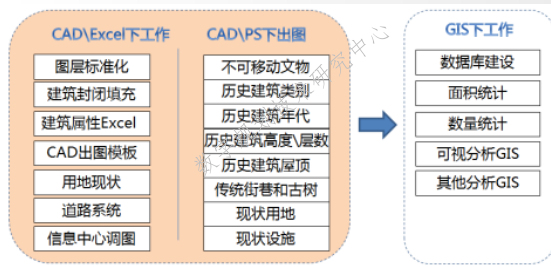 CAD\Excel下工作
图层标准化
建筑封闭填充
建筑属性Excel
CAD出图模板
用地现状
道路系统
信息中心调图
CAD\PS下出图
不可移动文物
历史建筑类别
历史建筑年代
历史建筑高度\层数
历史建筑屋顶
传统街巷和古树
现状用地
现状设施
GIS下工作
数据库建设
面积统计
数量统计
可视分析GIS
其他分析GIS
研究中心